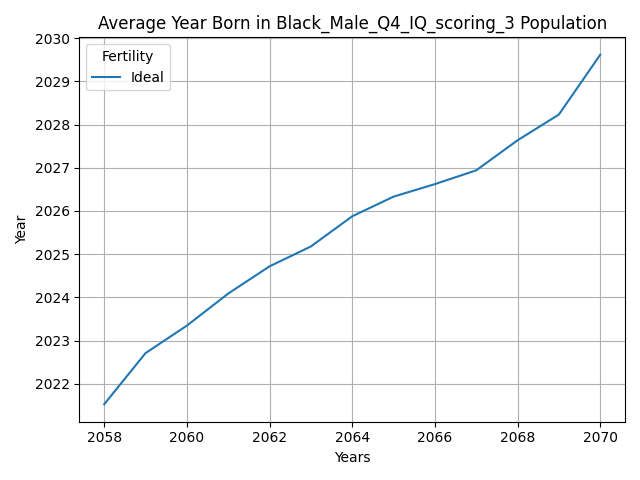 Average Year Born in Black_Male_Q4_IQ_scoring_3 Population
2030
2029
2028
2027
2026
2025
2024
2023
2022
Year
Fertility
Ideal
2058 2060 2062 2064 2066 2068 2070
Years